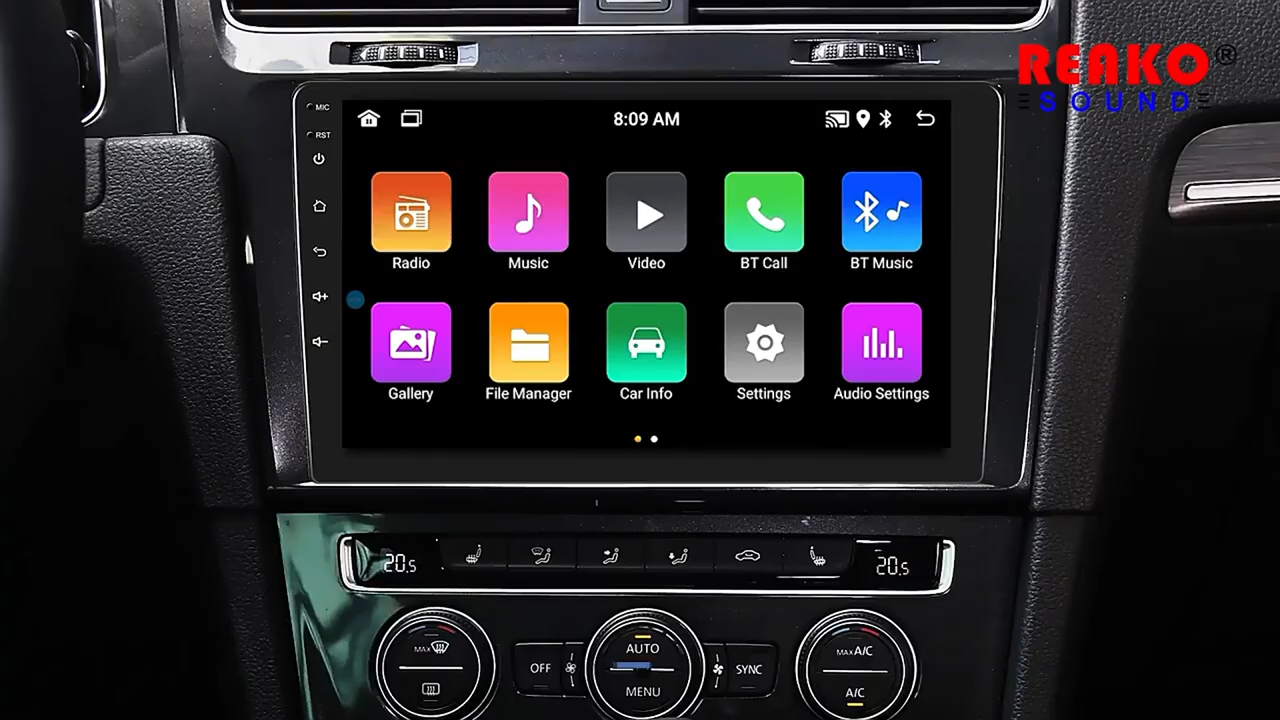 REAKO®
SOUND
MIC
RST
8:09 AM
Radio
Music
Video
BT Call
BT Music
Gallery
File Manager
Car Info
Settings
Audio Settings
20.5
20.5
MAX
OFF
AUTO
MENU
SYNC
MAX A/C
A/C